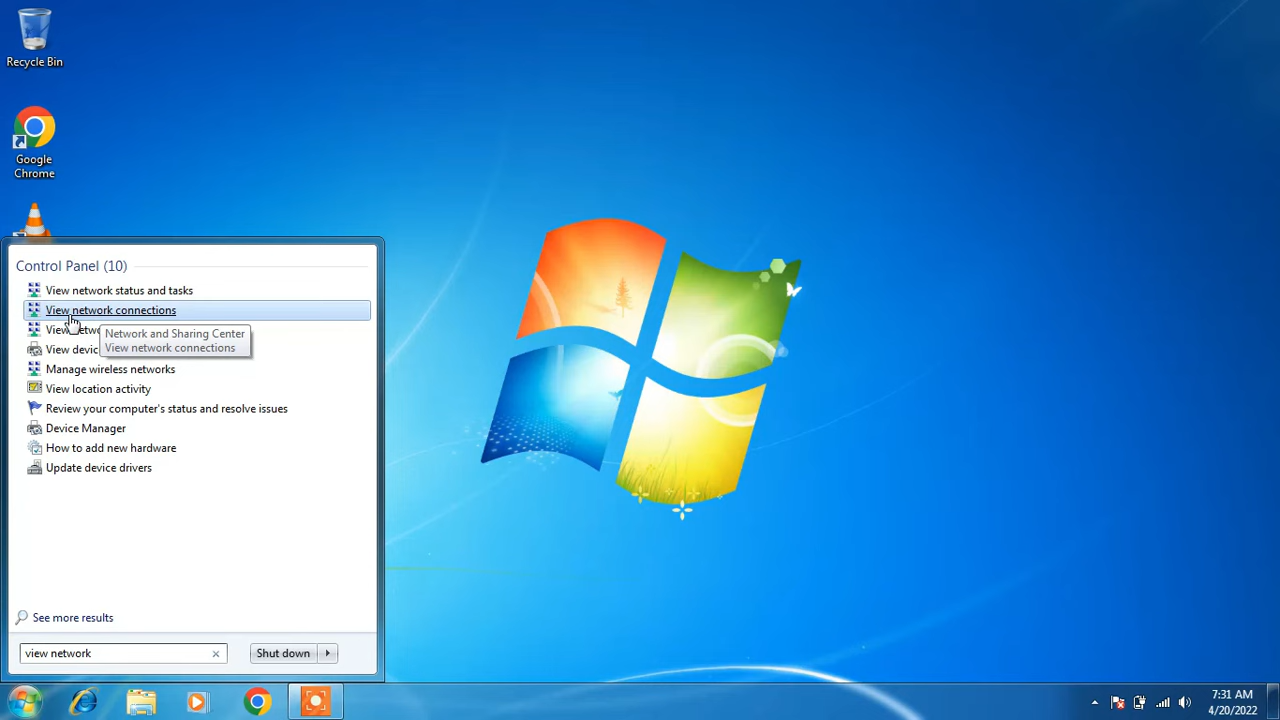 Recycle Bin
Google
Chrome
Control Panel (10)
View network status and tasks
View network connections
View netw
Network and Sharing Center
View network connections
View devic
Manage wireless networks
View location activity
Review your computer's status and resolve issues
Device Manager
How to add new hardware
Update device drivers
See more results
view network
Shut down
7:31 AM
4/20/2022